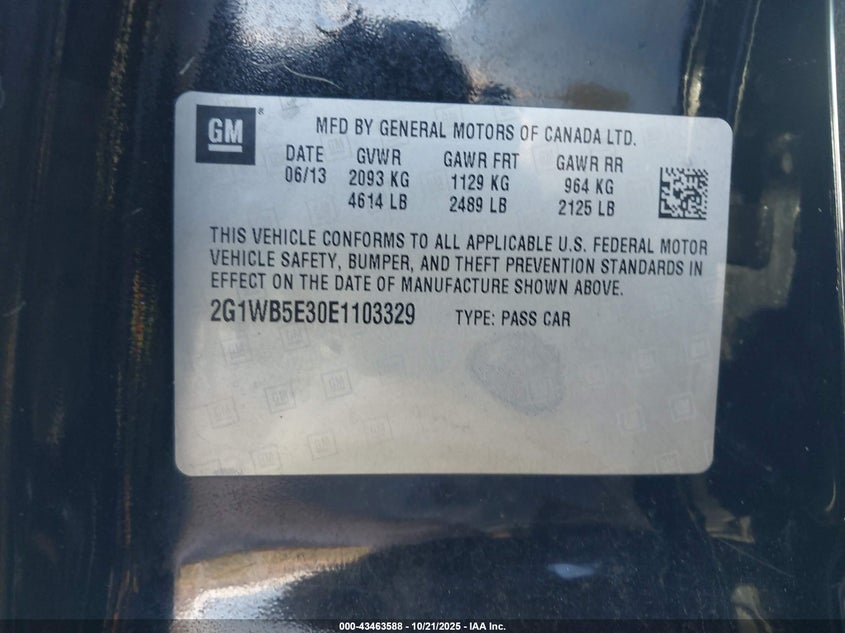 GM ®
MFD BY GENERAL MOTORS OF CANADA LTD.
DATE GVWR GAWR FRT GAWR RR
06/13 2093 KG 1129 KG 964 KG
4614 LB 2489 LB 2125 LB
THIS VEHICLE CONFORMS TO ALL APPLICABLE U.S. FEDERAL MOTOR
VEHICLE SAFETY, BUMPER, AND THEFT PREVENTION STANDARDS IN
EFFECT ON THE DATE OF MANUFACTURE SHOWN ABOVE.
2G1WB5E30E1103329 TYPE: PASS CAR
000-43463588 - 10/21/2025 - IAA Inc.